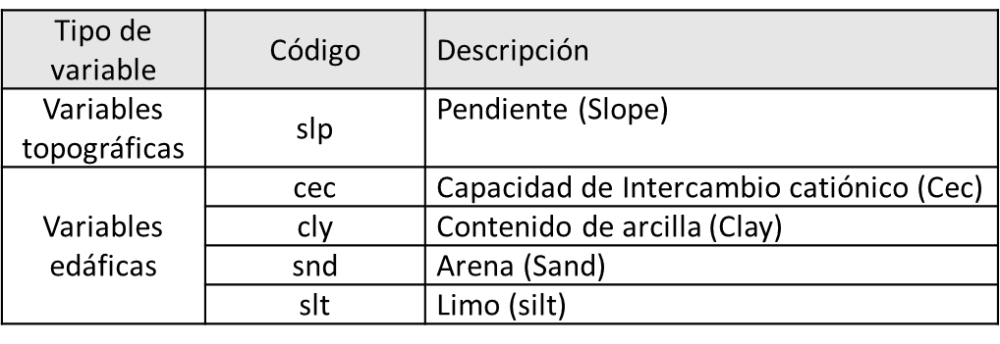 Tipo de
variable
Código
Descripción
Variables
topográficas
slp
Pendiente (Slope)
Variables
edáficas
cec
Capacidad de Intercambio catiónico (Cec)
cly
Contenido de arcilla (Clay)
snd
Arena (Sand)
slt
Limo (silt)